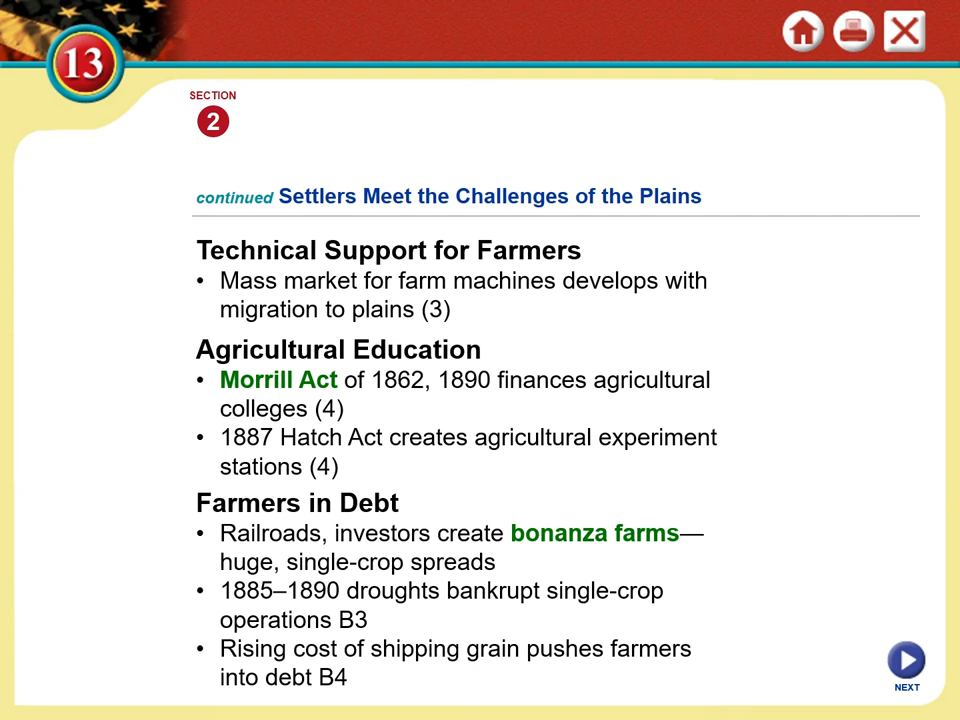 13
SECTION
2
continued Settlers Meet the Challenges of the Plains
Technical Support for Farmers
• Mass market for farm machines develops with
migration to plains (3)
Agricultural Education
• Morrill Act of 1862, 1890 finances agricultural
colleges (4)
• 1887 Hatch Act creates agricultural experiment
stations (4)
Farmers in Debt
• Railroads, investors create bonanza farms—
huge, single-crop spreads
• 1885–1890 droughts bankrupt single-crop
operations B3
• Rising cost of shipping grain pushes farmers
into debt B4
NEXT